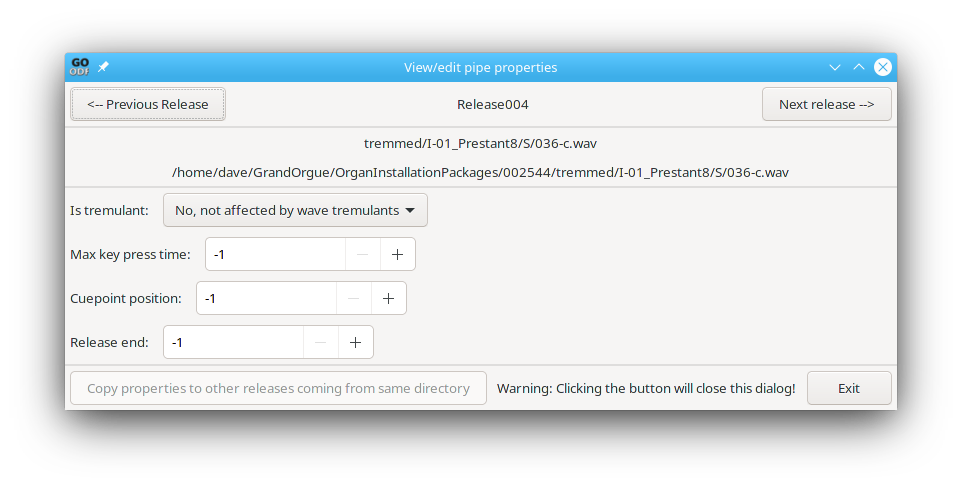 GO
ODF
View/edit pipe properties
<-- Previous Release
Release004
Next release -->
tremmed/I-01_Prestant8/S/036-c.wav
/home/dave/GrandOrgue/OrganInstallationPackages/002544/tremmed/I-01_Prestant8/S/036-c.wav
Is tremulant: No, not affected by wave tremulants
Max key press time: -1 — +
Cuepoint position: -1 — +
Release end: -1 — +
Copy properties to other releases coming from same directory Warning: Clicking the button will close this dialog! Exit